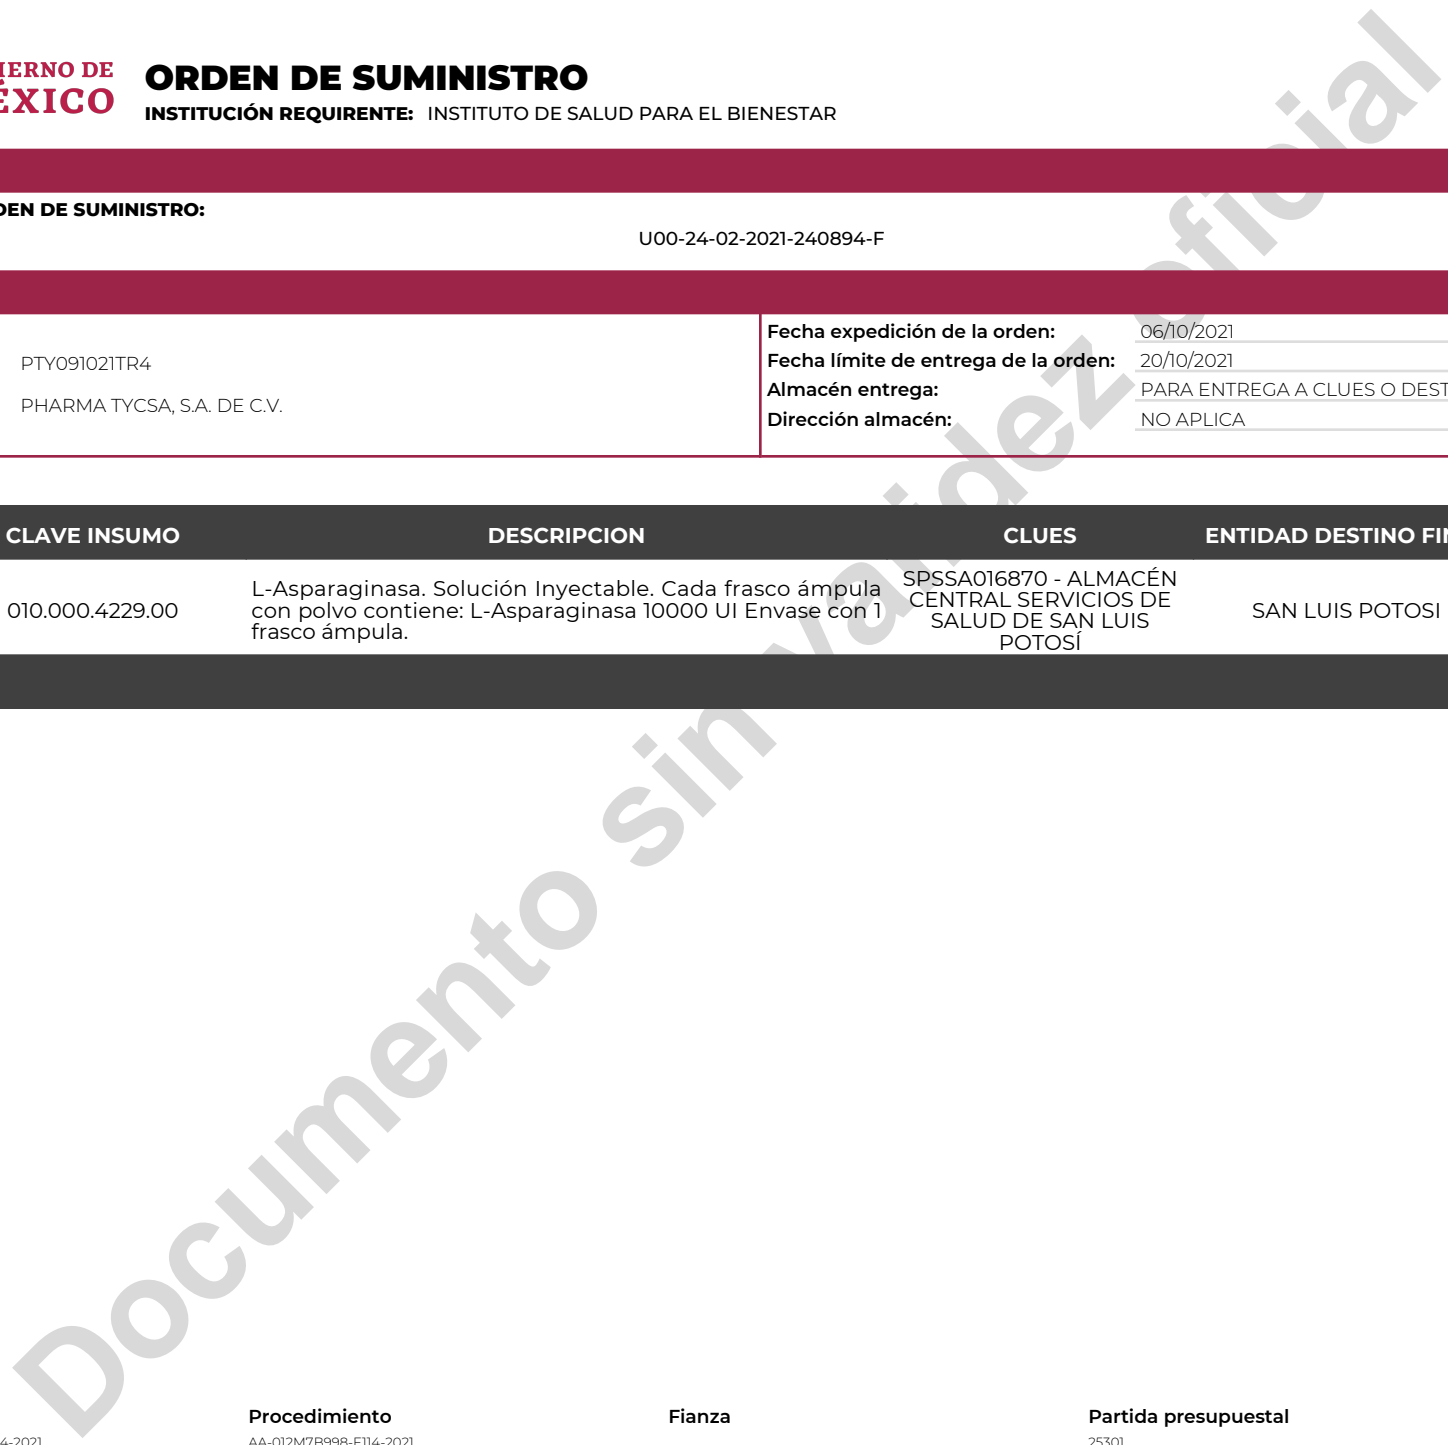 IERNO DE
ÉXICO
ORDEN DE SUMINISTRO
INSTITUCIÓN REQUIRENTE: INSTITUTO DE SALUD PARA EL BIENESTAR
DEN DE SUMINISTRO:
U00-24-02-2021-240894-F
PTY091021TR4
PHARMA TYCSA, S.A. DE C.V.
Fecha expedición de la orden: 06/10/2021
Fecha límite de entrega de la orden: 20/10/2021
Almacén entrega: PARA ENTREGA A CLUES O DEST
Dirección almacén: NO APLICA
CLAVE INSUMO DESCRIPCION CLUES ENTIDAD DESTINO FIN
010.000.4229.00
L-Asparaginasa. Solución Inyectable. Cada frasco ámpula
con polvo contiene: L-Asparaginasa 10000 UI Envase con 1
frasco ámpula.
SPSSA016870 - ALMACÉN
CENTRAL SERVICIOS DE
SALUD DE SAN LUIS
POTOSÍ
SAN LUIS POTOSI
Documento sin validez oficial
Procedimiento Fianza Partida presupuestal
4-2021 AA-012M7B998-E114-2021 25301